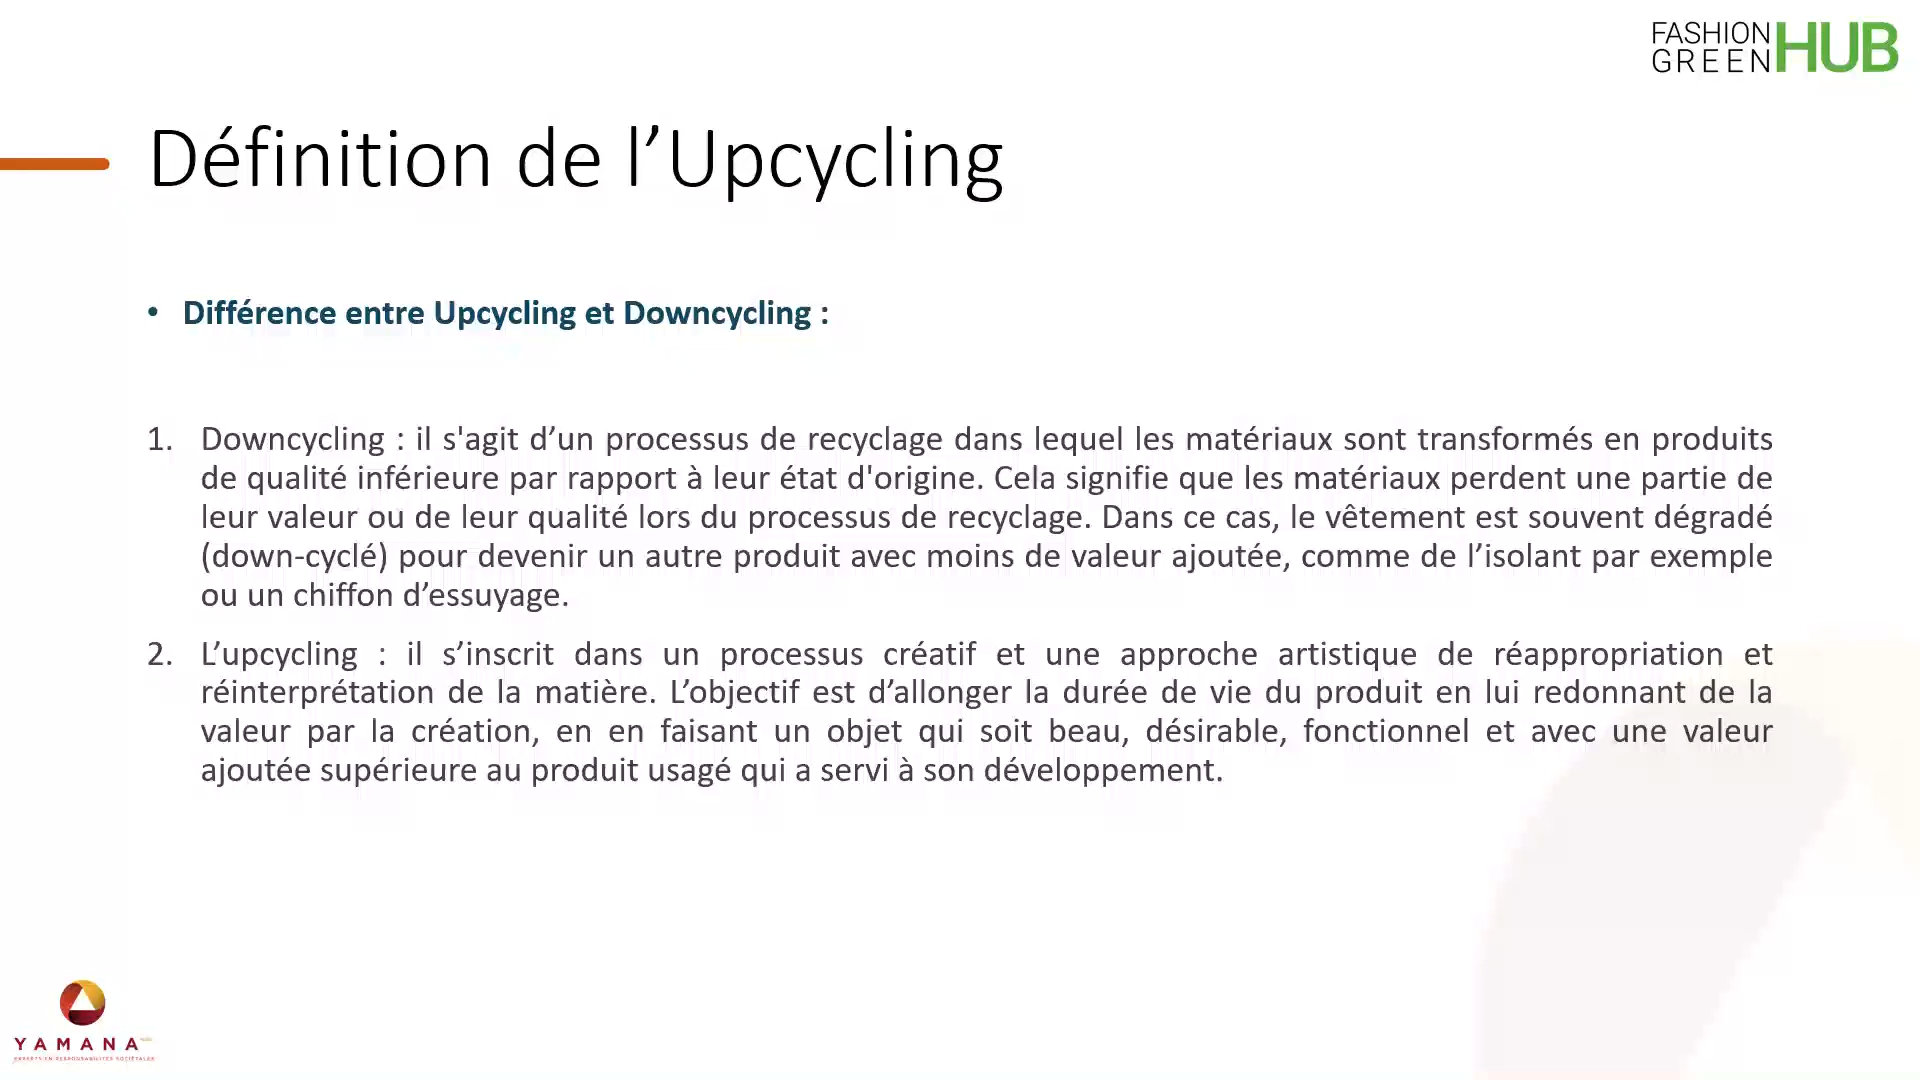 FASHION
GREEN HUB
Définition de l’Upcycling
• Différence entre Upcycling et Downcycling :
1. Downcycling : il s'agit d’un processus de recyclage dans lequel les matériaux sont transformés en produits
de qualité inférieure par rapport à leur état d'origine. Cela signifie que les matériaux perdent une partie de
leur valeur ou de leur qualité lors du processus de recyclage. Dans ce cas, le vêtement est souvent dégradé
(down-cyclé) pour devenir un autre produit avec moins de valeur ajoutée, comme de l’isolant par exemple
ou un chiffon d’essuyage.
2. L’upcycling : il s’inscrit dans un processus créatif et une approche artistique de réappropriation et
réinterprétation de la matière. L’objectif est d’allonger la durée de vie du produit en lui redonnant de la
valeur par la création, en en faisant un objet qui soit beau, désirable, fonctionnel et avec une valeur
ajoutée supérieure au produit usagé qui a servi à son développement.
YAMANA
EXPERTS EN RESPONSABILITÉS SOCIÉTALES